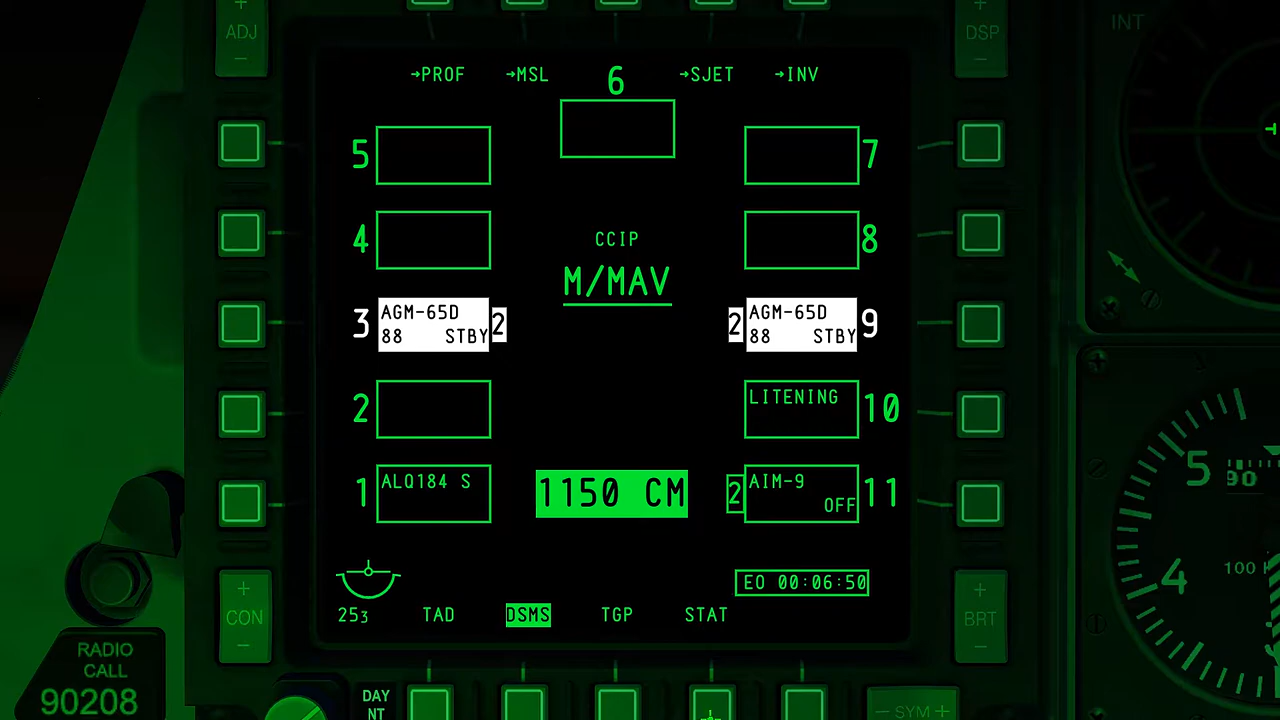 +
ADJ
−
+
DSP
−
INT
→PROF →MSL 6 →SJET →INV
5
7
4
8
CCIP
M/MAV
3 AGM-65D
88 STBY 2
2 AGM-65D
88 STBY 9
2
LITENING 10
1 ALQ184 S
1150 CM
2 AIM-9
OFF 11
EO 00:06:50
253 TAD DSMS TGP STAT
+
CON
−
+
BRT
−
RADIO
CALL
90208
DAY
NT
− SYM +
5
90
4
100